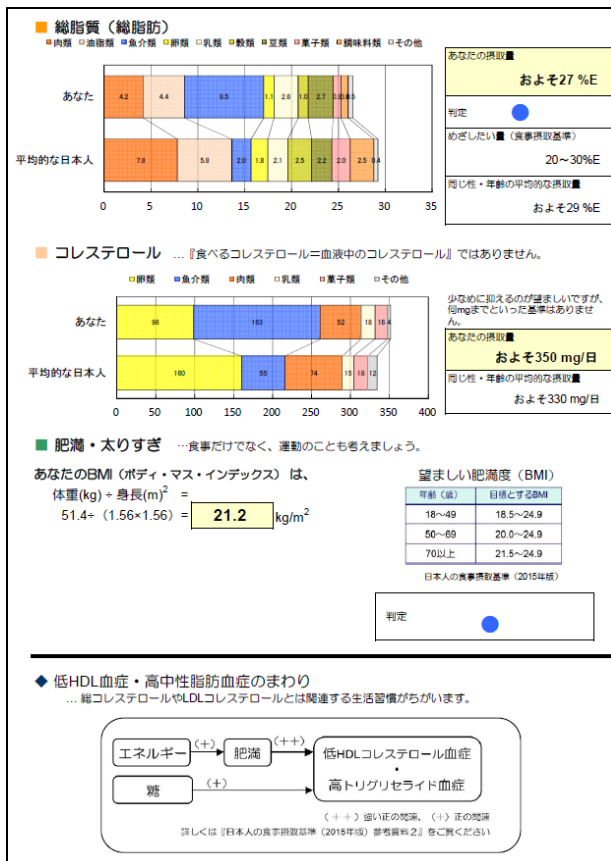 ■ 総脂質（総脂肪）
■肉類 ■油脂類 ■魚介類 ■卵類 ■乳類 ■穀類 ■豆類 ■菓子類 ■調味料類 ■その他
あなた
4.2 4.4 8.5 1.1 2.6 1.0 2.7
平均的な日本人
7.8 5.8 2.0 1.8 2.1 2.5 2.2 2.0 2.5 0.4
0 5 10 15 20 25 30 35
あなたの摂取量
およそ27 %E
判定
めざしたい量（食事摂取基準）
20～30%E
同じ性・年齢の平均的な摂取量
およそ29 %E
■ コレステロール …『食べるコレステロール＝血液中のコレステロール』ではありません。
■卵類 ■魚介類 ■肉類 ■乳類 ■菓子類 ■その他
あなた
98 163 52 18 16 4
平均的な日本人
160 55 74 15 18 12
0 50 100 150 200 250 300 350 400
少なめに抑えるのが望ましいですが、
何mgまでといった基準はありませ
ん。
あなたの摂取量
およそ350 mg/日
同じ性・年齢の平均的な摂取量
およそ330 mg/日
■ 肥満・太りすぎ …食事だけでなく、運動のことも考えましょう。
あなたのBMI（ボディ・マス・インデックス）は、
体重(kg) ÷ 身長(m)² =
51.4÷（1.56×1.56）= 21.2 kg/m²
望ましい肥満度（BMI）
年齢（歳） 目標とするBMI
18～49 18.5～24.9
50～69 20.0～24.9
70以上 21.5～24.9
日本人の食事摂取基準（2015年版）
判定
◆ 低HDL血症・高中性脂肪血症のまわり
… 総コレステロールやLDLコレステロールとは関連する生活習慣がちがいます。
エネルギー （＋） 肥満 （＋＋） 低HDLコレステロール血症
・
糖 （＋） 高トリグリセライド血症
（＋＋）強い正の関連、（＋）正の関連
詳しくは『日本人の食事摂取基準（2015年版）参考資料２』をご覧ください